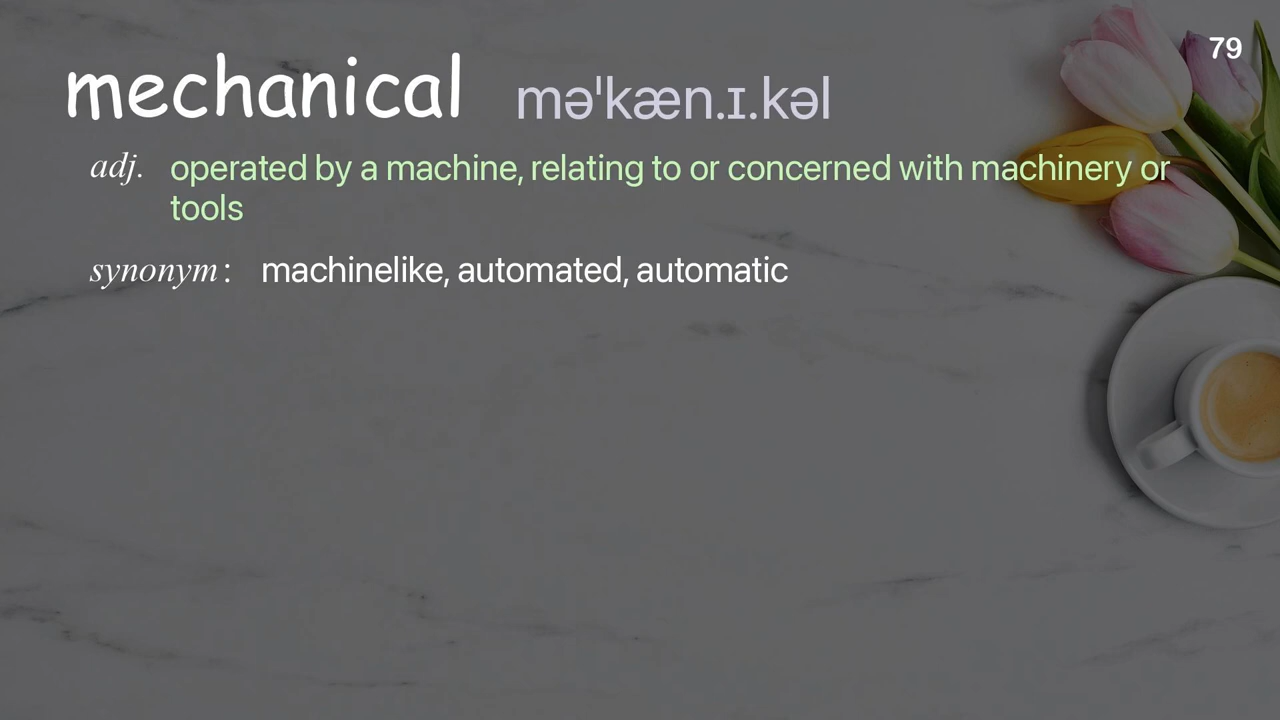 79
mechanical məˈkæn.ɪ.kəl
adj. operated by a machine, relating to or concerned with machinery or
tools
synonym : machinelike, automated, automatic